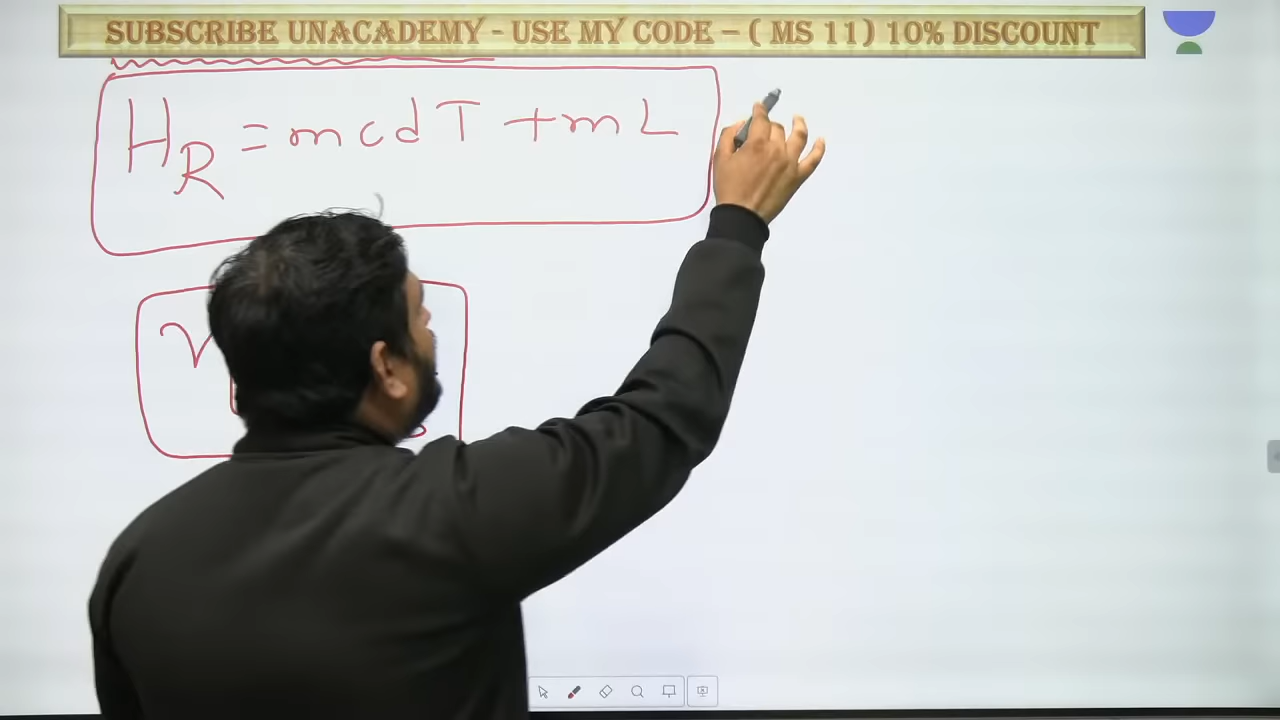 SUBSCRIBE UNACADEMY - USE MY CODE – ( MS 11) 10% DISCOUNT
H_R = mcdT + mL